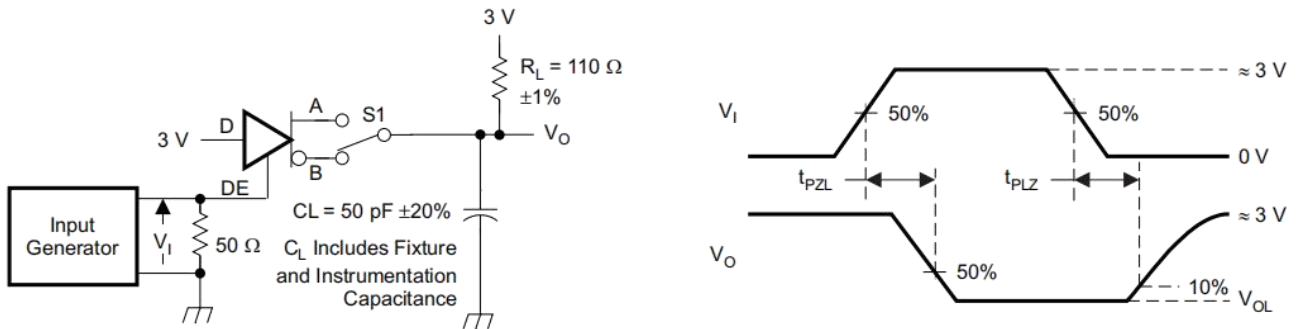 3 V
R_L = 110 Ω
±1%
A
S1
3 V
D
B
V_O
DE
Input
Generator
V_I
50 Ω
CL = 50 pF ±20%
C_L Includes Fixture
and Instrumentation
Capacitance
≈ 3 V
V_I
50%
50%
0 V
t_PZL
t_PLZ
≈ 3 V
V_O
50%
10%
V_OL